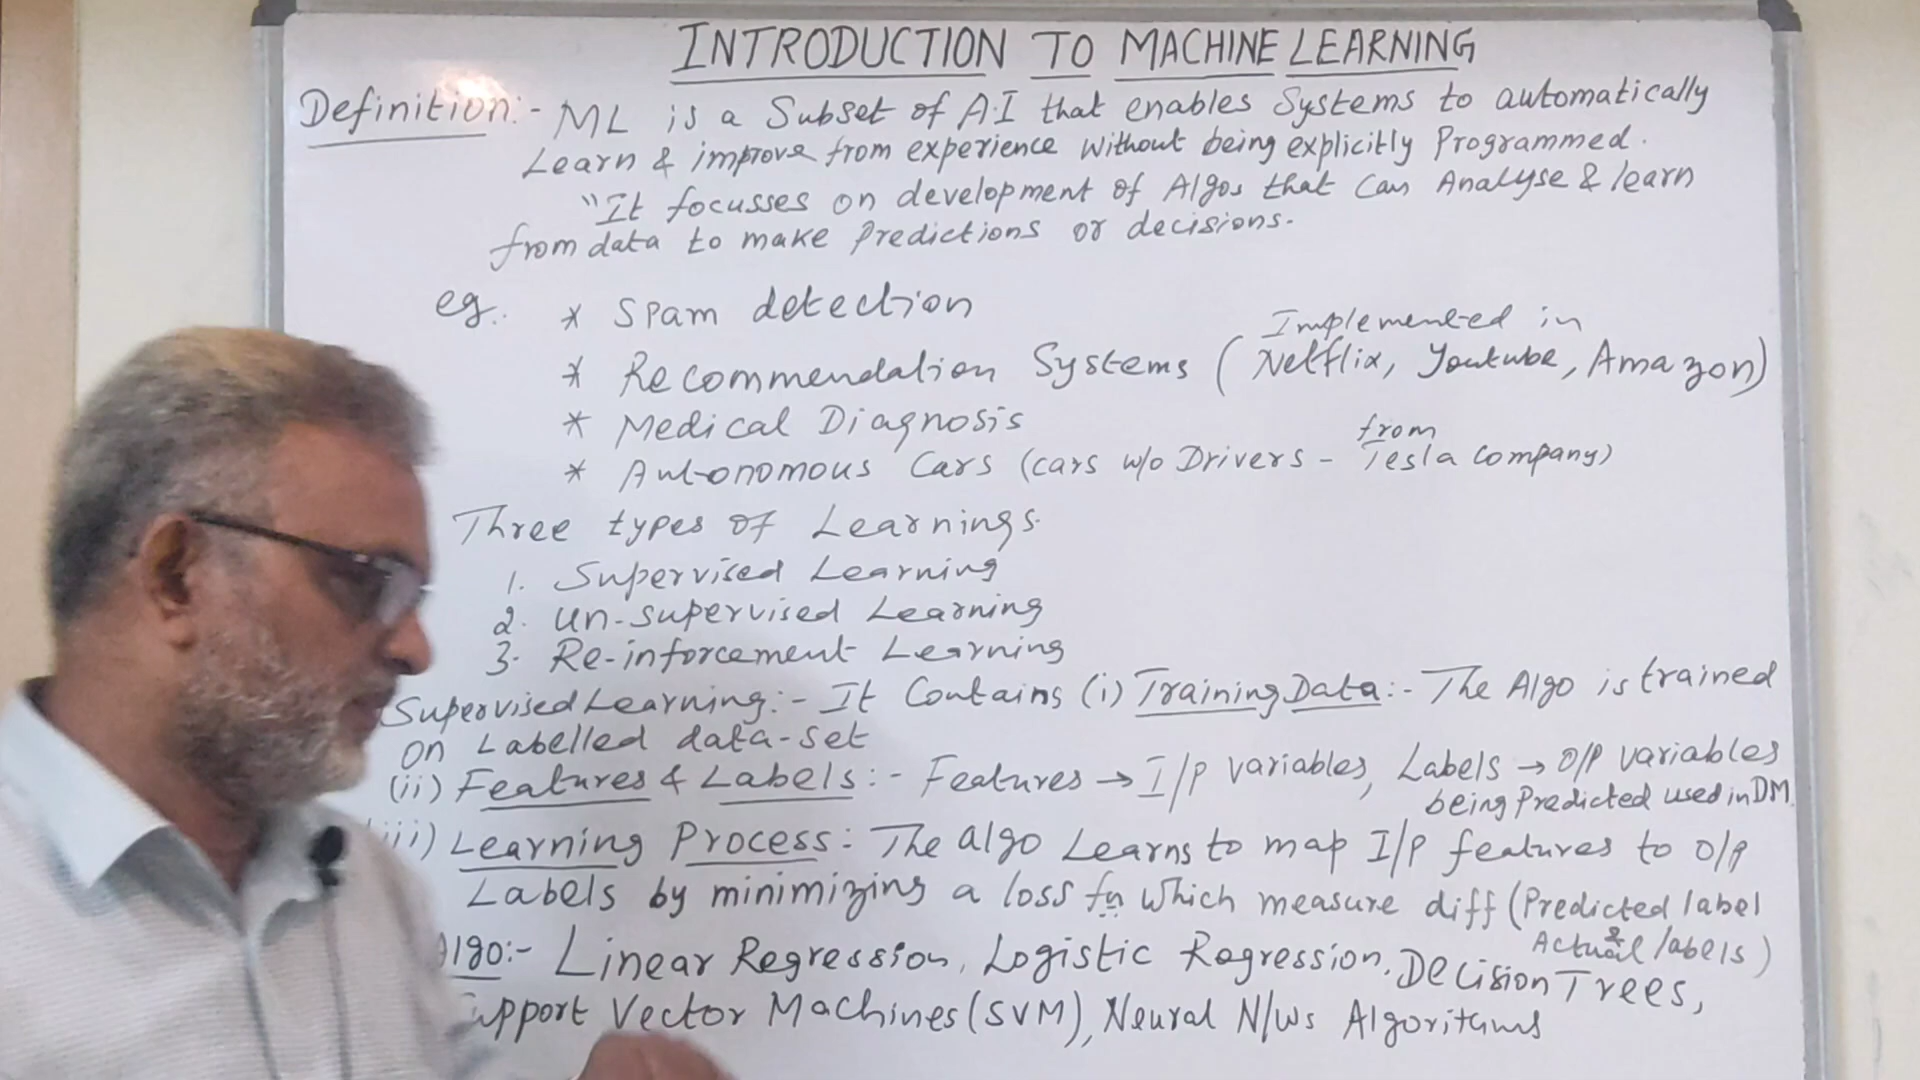 INTRODUCTION TO MACHINE LEARNING
Definition:- ML is a Subset of A.I that enables Systems to automatically
Learn & improve from experience without being explicitly Programmed.
"It focusses on development of Algos that Can Analyse & learn
from data to make Predictions or decisions.
eg.. * Spam detection
Implemented in
* Recommendation Systems (Netflix, Youtube, Amazon)
* Medical Diagnosis
from
* Autonomous Cars (cars w/o Drivers - Tesla Company)
Three types of Learnings.
1. Supervised Learning
2. un-supervised Learning
3. Re-inforcement Learning
Supervised Learning:- It Contains (i) Training Data:- The Algo is trained
on Labelled data-set
(ii) Features & Labels:- Features → I/P variables, Labels → O/P variables
being Predicted used in DM.
iii) Learning Process: The algo Learns to map I/P features to O/P
Labels by minimizing a loss fn which measure diff (Predicted label
&
Actual labels)
Algo:- Linear Regression, Logistic Regression, Decision Trees,
Support Vector Machines (SVM), Neural N/Ws Algorithms